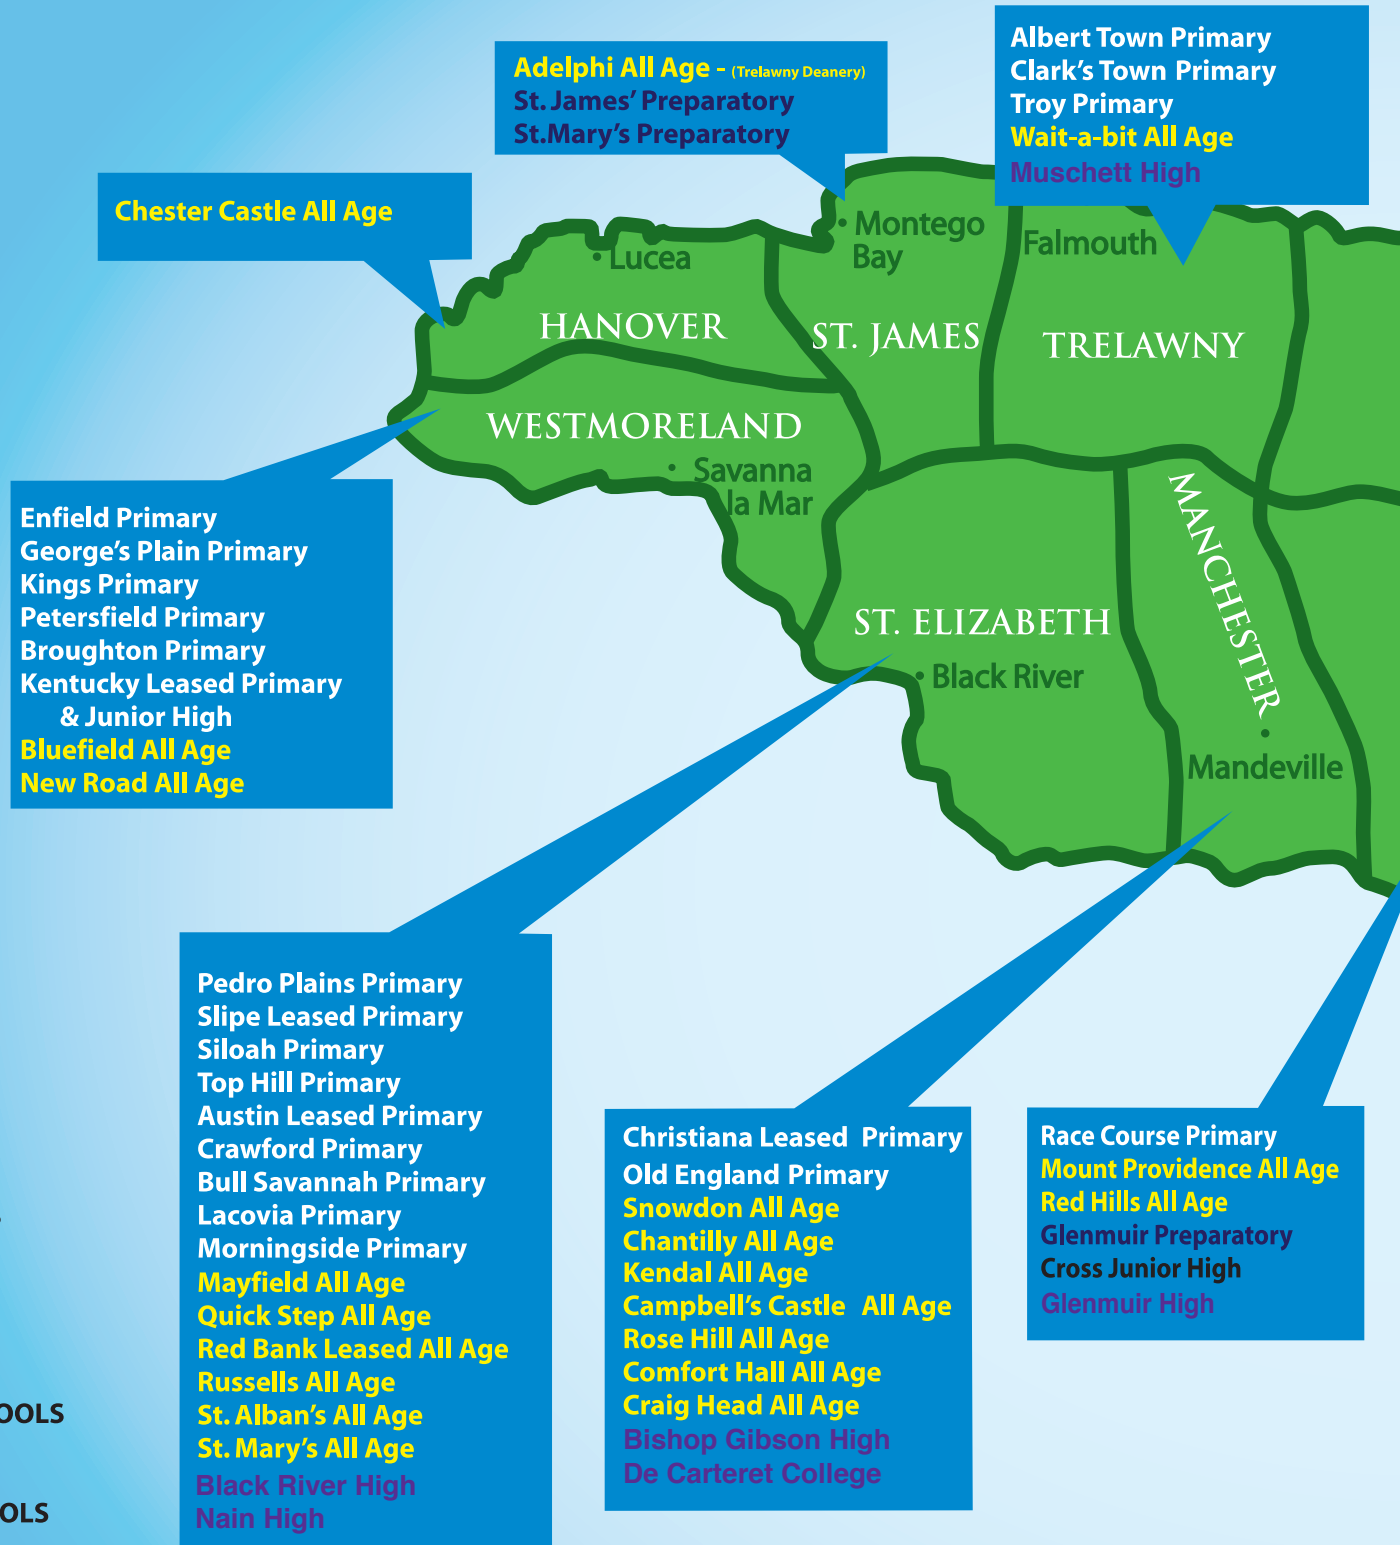 Albert Town Primary
Clark's Town Primary
Troy Primary
Wait-a-bit All Age
Muschett High
Adelphi All Age - (Trelawny Deanery)
St. James' Preparatory
St.Mary's Preparatory
Chester Castle All Age
Montego
Bay
Falmouth
Lucea
HANOVER
ST. JAMES
TRELAWNY
WESTMORELAND
Savanna
la Mar
MANCHESTER
ST. ELIZABETH
Black River
Mandeville
Enfield Primary
George's Plain Primary
Kings Primary
Petersfield Primary
Broughton Primary
Kentucky Leased Primary
& Junior High
Bluefield All Age
New Road All Age
Pedro Plains Primary
Slipe Leased Primary
Siloah Primary
Top Hill Primary
Austin Leased Primary
Crawford Primary
Bull Savannah Primary
Lacovia Primary
Morningside Primary
Mayfield All Age
Quick Step All Age
Red Bank Leased All Age
Russells All Age
St. Alban's All Age
St. Mary's All Age
Black River High
Nain High
Christiana Leased Primary
Old England Primary
Snowdon All Age
Chantilly All Age
Kendal All Age
Campbell's Castle All Age
Rose Hill All Age
Comfort Hall All Age
Craig Head All Age
Bishop Gibson High
De Carteret College
Race Course Primary
Mount Providence All Age
Red Hills All Age
Glenmuir Preparatory
Cross Junior High
Glenmuir High
OOLS
OLS